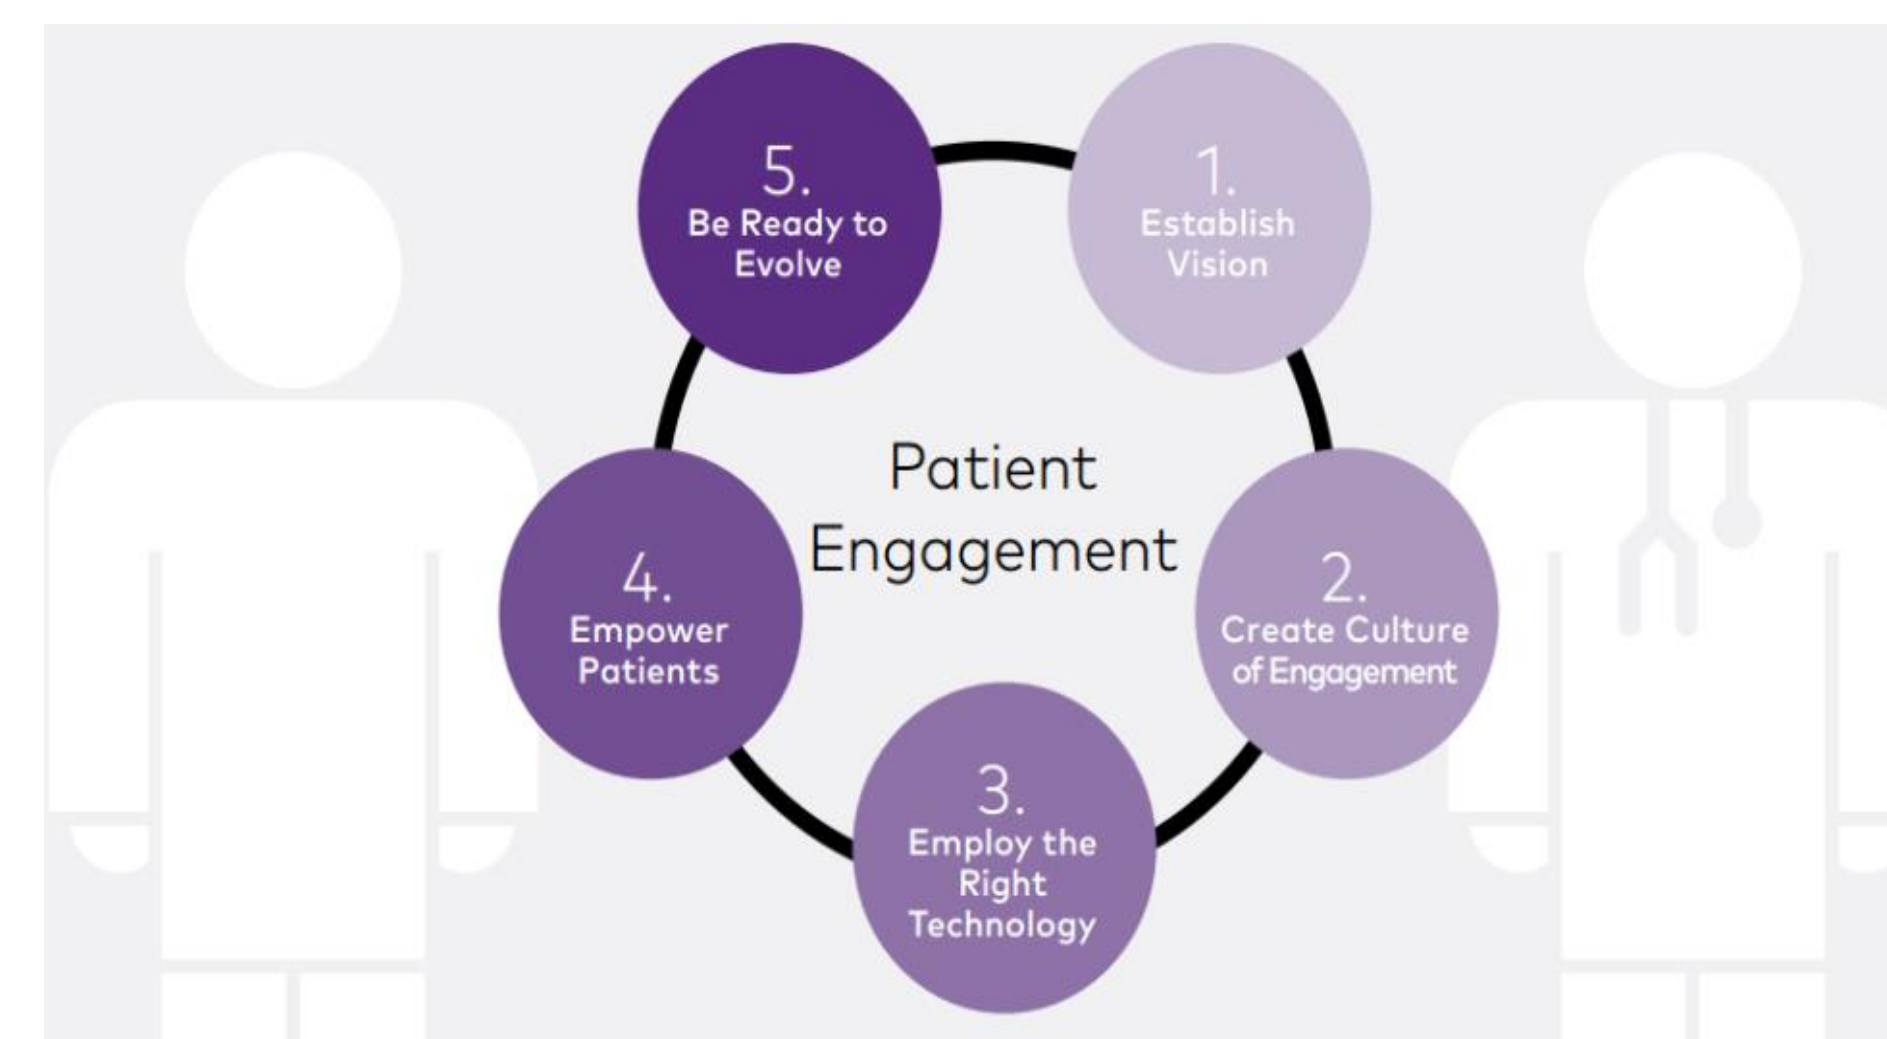 Patient
Engagement
1.
Establish
Vision
2.
Create Culture
of Engagement
3.
Employ the
Right
Technology
4.
Empower
Patients
5.
Be Ready to
Evolve